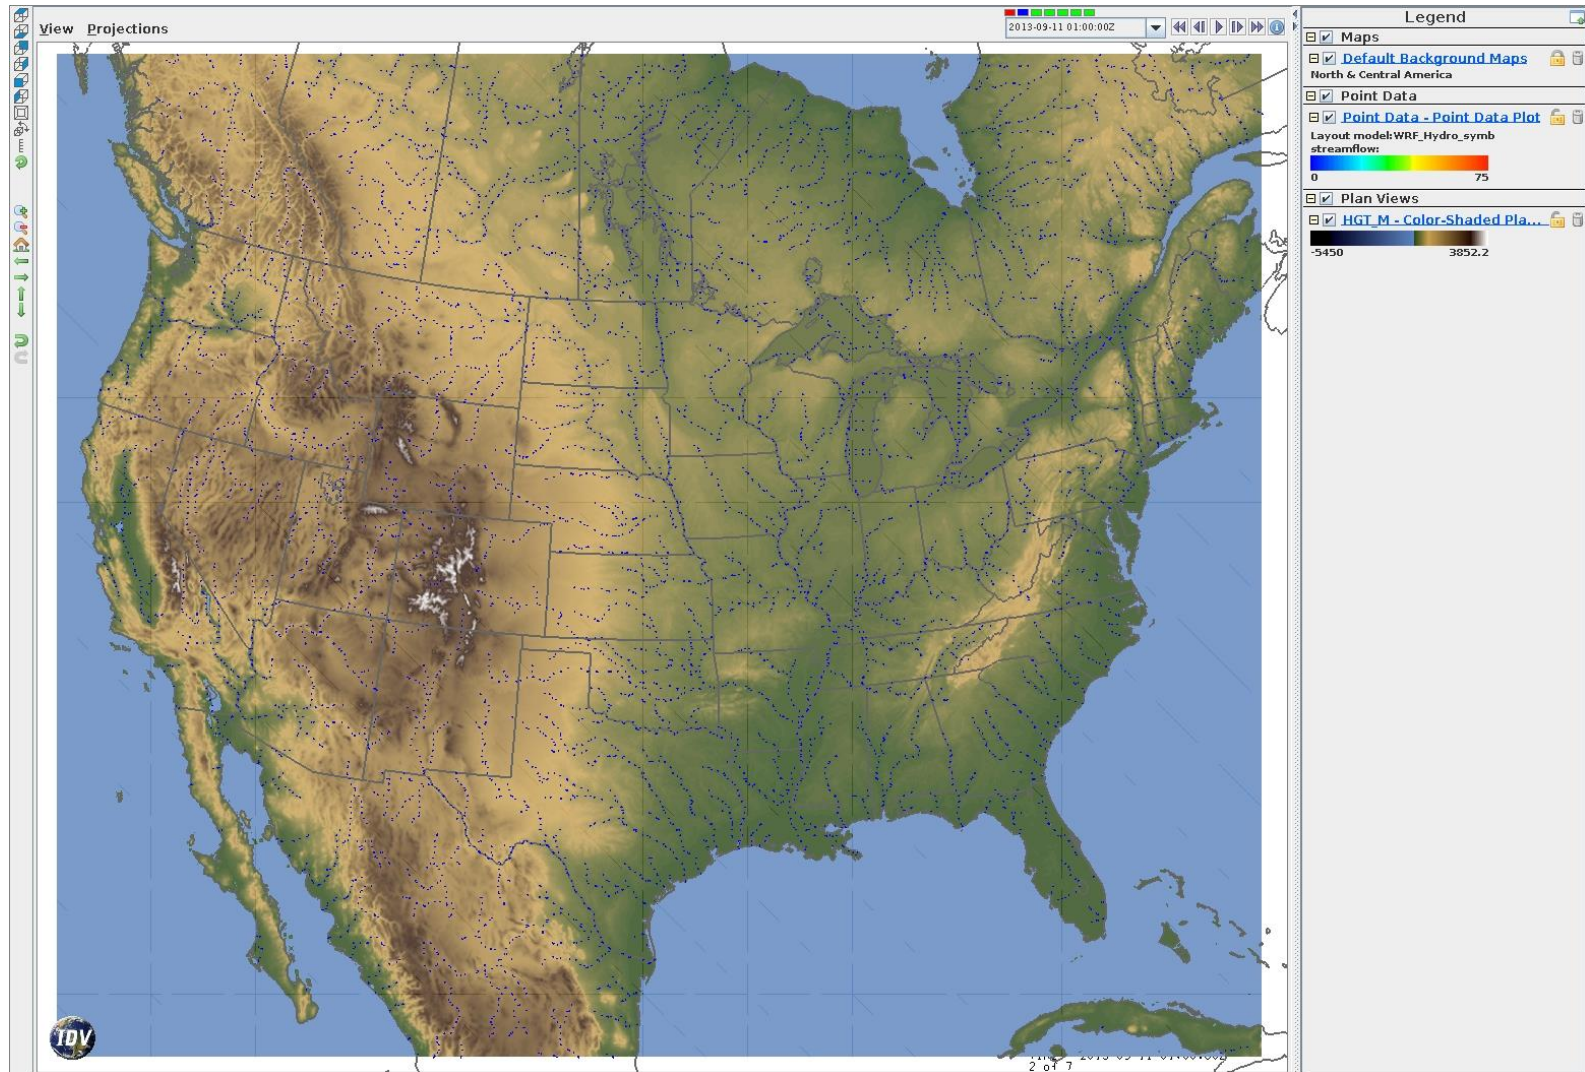 View Projections
2013-09-11 01:00:00Z
Legend
Maps
Default Background Maps
North & Central America
Point Data
Point Data - Point Data Plot
Layout model:WRF_Hydro_symb
streamflow:
0 75
Plan Views
HGT_M - Color-Shaded Pla...
-5450 3852.2
IDV
2 of 7